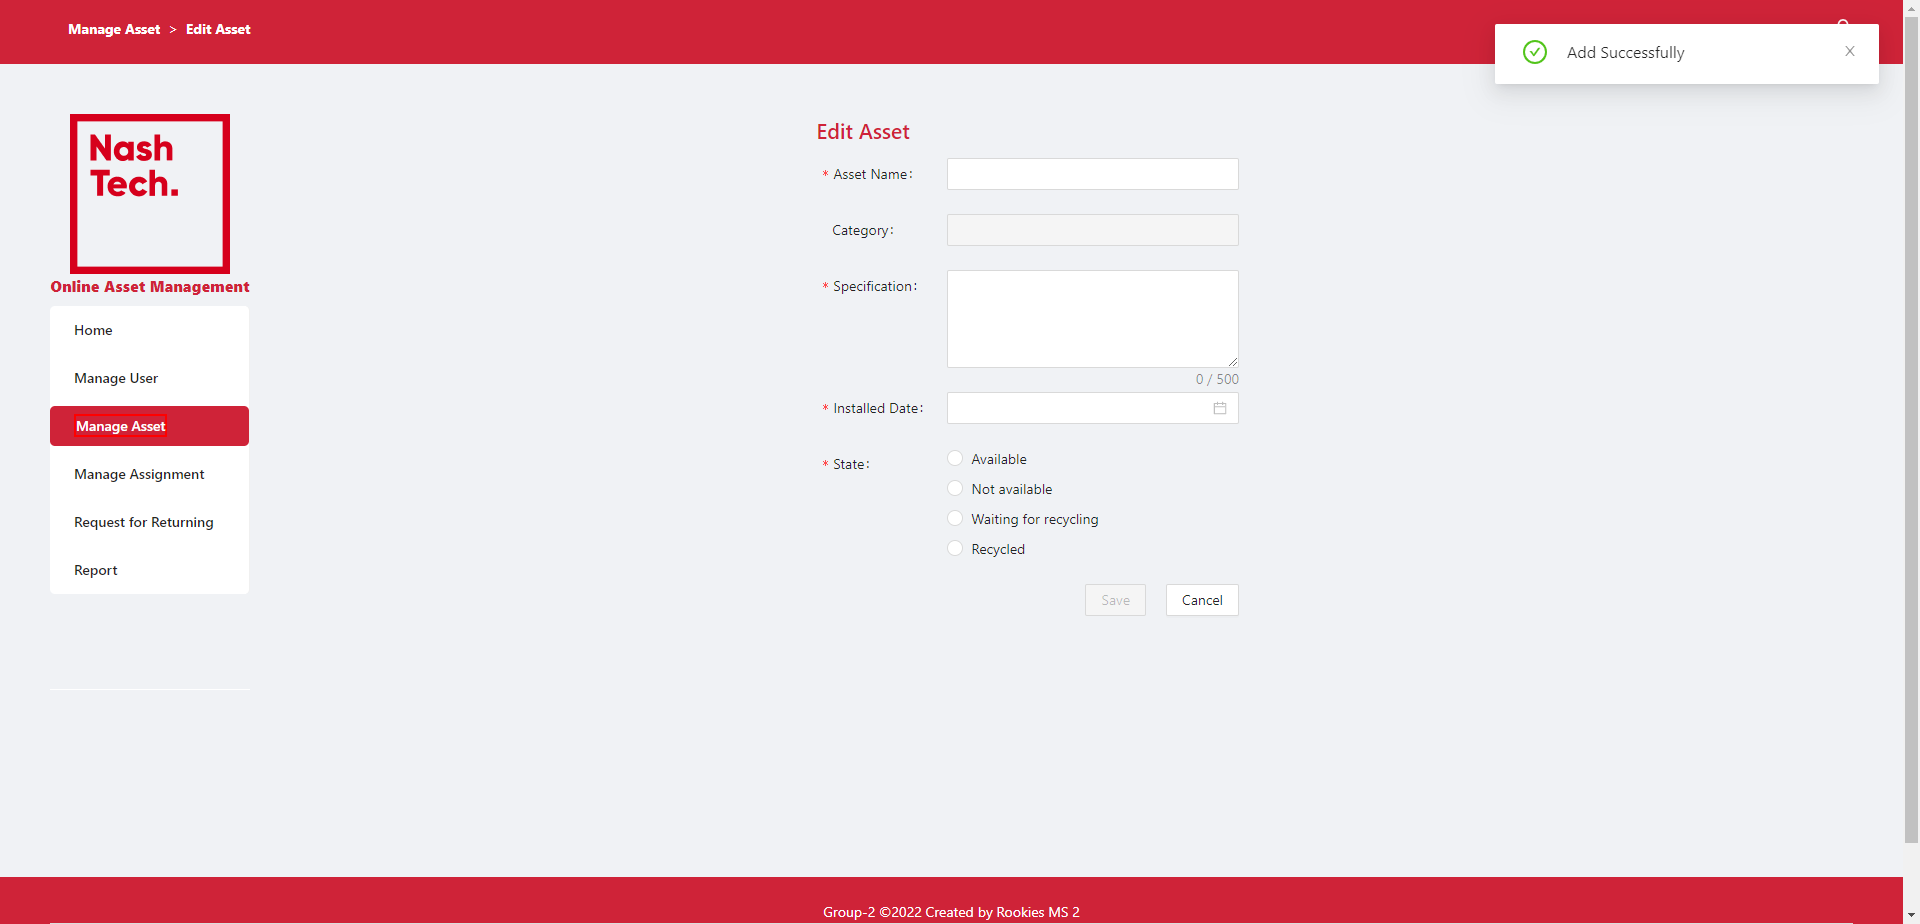 Manage Asset > Edit Asset
Add Successfully
X
Nash
Tech.
Online Asset Management
Home
Manage User
Manage Asset
Manage Assignment
Request for Returning
Report
Edit Asset
* Asset Name:
Category:
* Specification:
0 / 500
* Installed Date:
* State:
Available
Not available
Waiting for recycling
Recycled
Save
Cancel
Group-2 ©2022 Created by Rookies MS 2